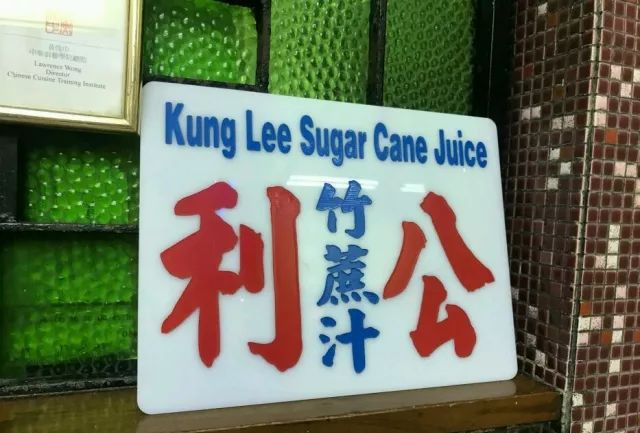 Lawrence Wong
Director
Chinese Cuisine Training Institute
Kung Lee Sugar Cane Juice
公
利
竹蔗汁